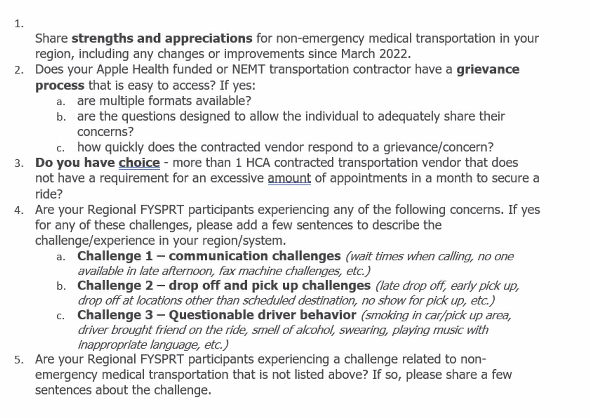 1.
Share strengths and appreciations for non-emergency medical transportation in your
region, including any changes or improvements since March 2022.
2. Does your Apple Health funded or NEMT transportation contractor have a grievance
process that is easy to access? If yes:
a. are multiple formats available?
b. are the questions designed to allow the individual to adequately share their
concerns?
c. how quickly does the contracted vendor respond to a grievance/concern?
3. Do you have choice - more than 1 HCA contracted transportation vendor that does
not have a requirement for an excessive amount of appointments in a month to secure a
ride?
4. Are your Regional FYSPRT participants experiencing any of the following concerns. If yes
for any of these challenges, please add a few sentences to describe the
challenge/experience in your region/system.
a. Challenge 1 – communication challenges (wait times when calling, no one
available in late afternoon, fax machine challenges, etc.)
b. Challenge 2 – drop off and pick up challenges (late drop off, early pick up,
drop off at locations other than scheduled destination, no show for pick up, etc.)
c. Challenge 3 – Questionable driver behavior (smoking in car/pick up area,
driver brought friend on the ride, smell of alcohol, swearing, playing music with
inappropriate language, etc.)
5. Are your Regional FYSPRT participants experiencing a challenge related to non-
emergency medical transportation that is not listed above? If so, please share a few
sentences about the challenge.